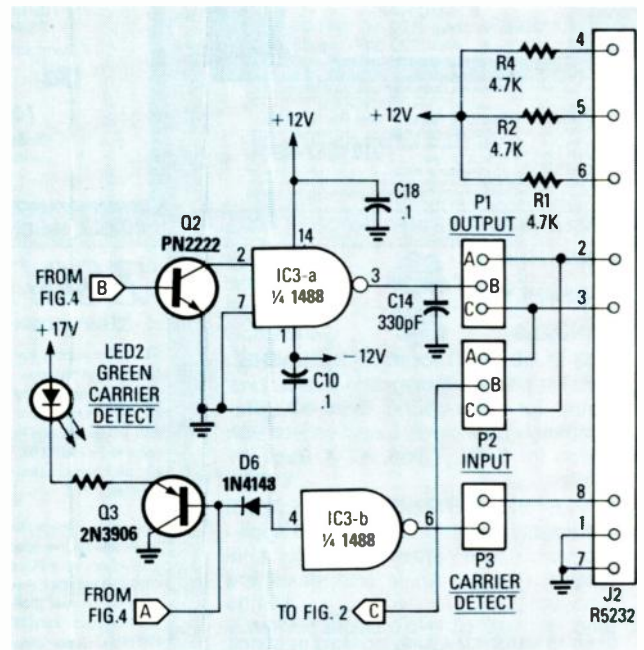 4
R4
4.7K
+12V
+12V
5
R2
4.7K
6
R1
4.7K
C18
.1
P1
OUTPUT
Q2
PN2222
14
2
IC3-a
¼ 1488
3
7
1
FROM
FIG.4
B
A
B
C
2
3
C14
330pF
+17V
LED2
GREEN
CARRIER
DETECT
-12V
C10
.1
A
B
C
P2
INPUT
D6
1N4148
Q3
2N3906
4
IC3-b
¼ 1488
6
8
1
7
P3
CARRIER
DETECT
FROM
FIG.4
A
TO FIG. 2
C
J2
R5232